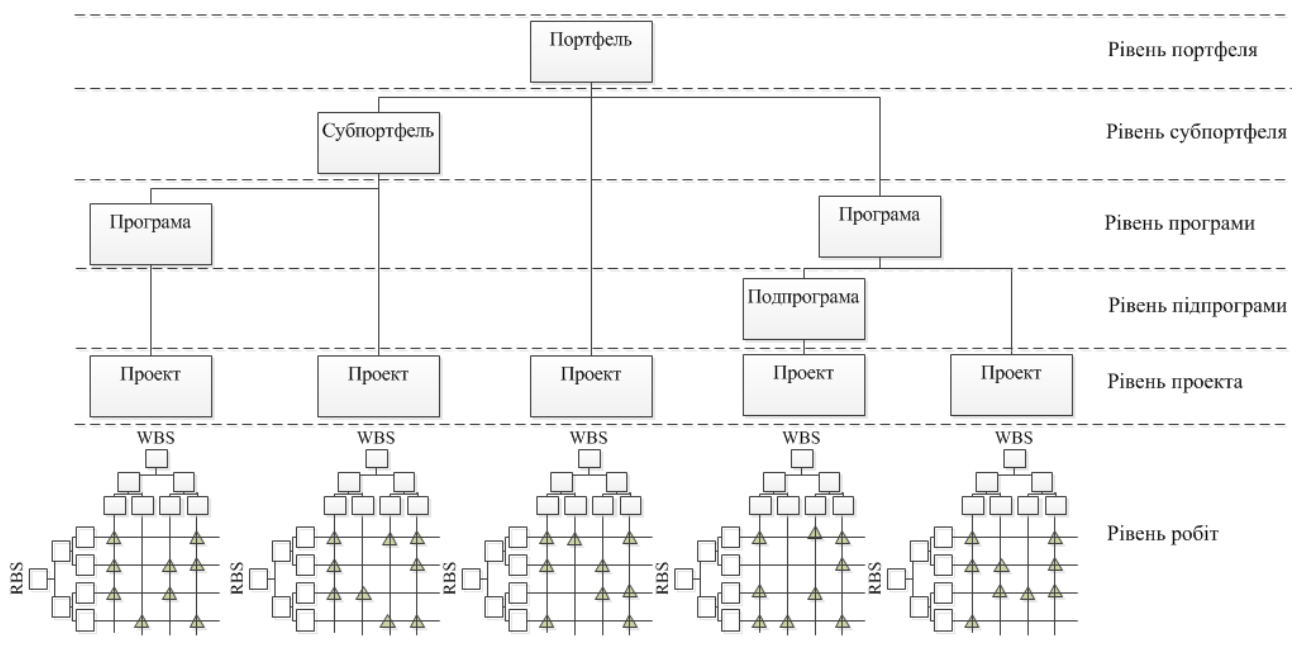 Портфель
Рівень портфеля
Субпортфель
Рівень субпортфеля
Програма
Програма
Рівень програми
Подпрограма
Рівень підпрограми
Проект
Проект
Проект
Проект
Проект
Рівень проекта
WBS
WBS
WBS
WBS
WBS
Рівень робіт
RBS
RBS
RBS
RBS
RBS